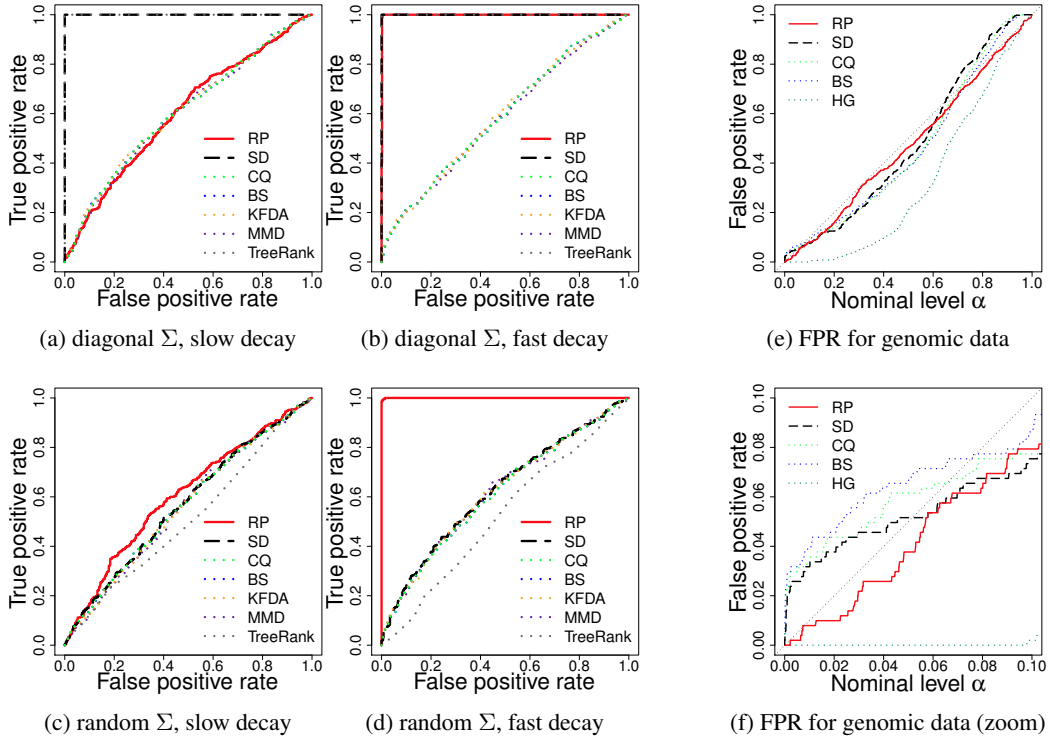 True positive rate
0.0 0.2 0.4 0.6 0.8 1.0
RP
SD
CQ
BS
KFDA
MMD
TreeRank
0.0 0.2 0.4 0.6 0.8 1.0
False positive rate
(a) diagonal Σ, slow decay
True positive rate
0.0 0.2 0.4 0.6 0.8 1.0
RP
SD
CQ
BS
KFDA
MMD
TreeRank
0.0 0.2 0.4 0.6 0.8 1.0
False positive rate
(b) diagonal Σ, fast decay
False positive rate
0.0 0.2 0.4 0.6 0.8 1.0
RP
SD
CQ
BS
HG
0.0 0.2 0.4 0.6 0.8 1.0
Nominal level α
(e) FPR for genomic data
True positive rate
0.0 0.2 0.4 0.6 0.8 1.0
RP
SD
CQ
BS
KFDA
MMD
TreeRank
0.0 0.2 0.4 0.6 0.8 1.0
False positive rate
(c) random Σ, slow decay
True positive rate
0.0 0.2 0.4 0.6 0.8 1.0
RP
SD
CQ
BS
KFDA
MMD
TreeRank
0.0 0.2 0.4 0.6 0.8 1.0
False positive rate
(d) random Σ, fast decay
False positive rate
0.00 0.02 0.04 0.06 0.08 0.10
RP
SD
CQ
BS
HG
0.00 0.02 0.04 0.06 0.08 0.10
Nominal level α
(f) FPR for genomic data (zoom)